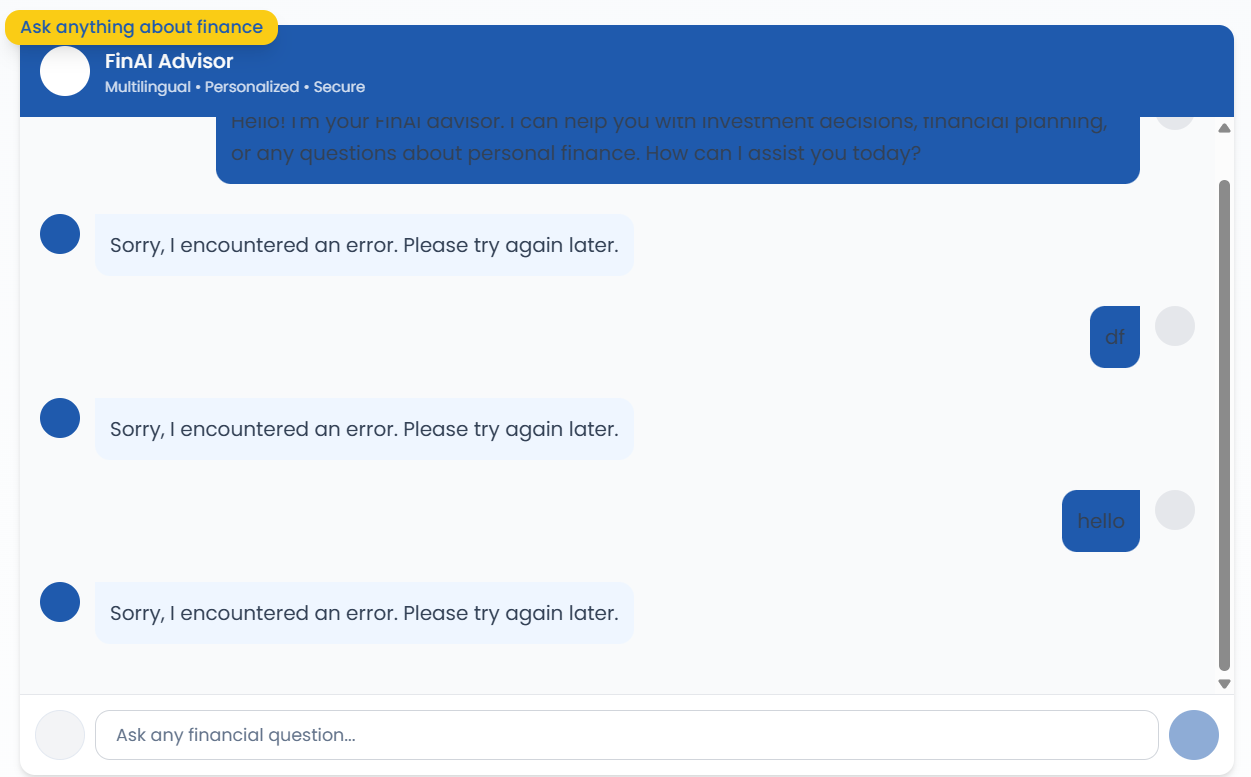 Ask anything about finance
FinAI Advisor
Multilingual • Personalized • Secure
Hello! I'm your FinAI advisor. I can help you with investment decisions, financial planning,
or any questions about personal finance. How can I assist you today?
Sorry, I encountered an error. Please try again later.
df
Sorry, I encountered an error. Please try again later.
hello
Sorry, I encountered an error. Please try again later.
Ask any financial question...